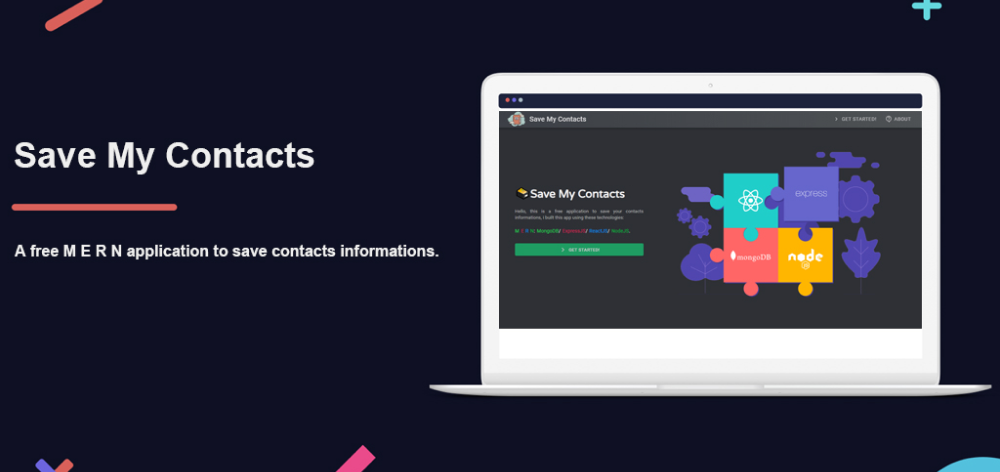 Save My Contacts
A free M E R N application to save contacts informations.
Save My Contacts
GET STARTED!
ABOUT
Save My Contacts
Hello, this is a free application to save your contacts
informations, I built this app using these technologies:
M E R N: MongoDB/ ExpressJS/ ReactJS/ NodeJS.
GET STARTED!
express
mongoDB
node